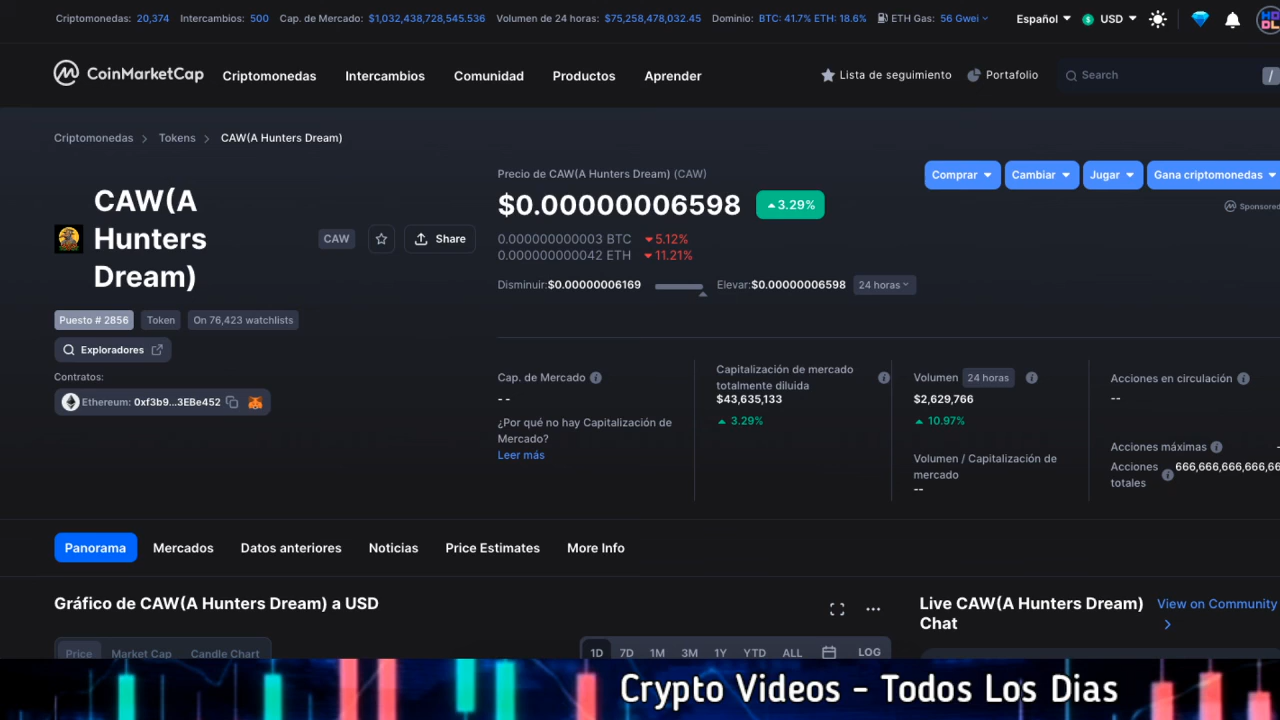 Criptomonedas: 20,374 Intercambios: 500 Cap. de Mercado: $1,032,438,728,545.536 Volumen de 24 horas: $75,258,478,032.45 Dominio: BTC: 41.7% ETH: 18.6% ETH Gas: 56 Gwei Español USD
CoinMarketCap Criptomonedas Intercambios Comunidad Productos Aprender Lista de seguimiento Portafolio Search /
Criptomonedas > Tokens > CAW(A Hunters Dream)
CAW(A
Hunters
Dream)
CAW Share
Puesto # 2856 Token On 76,423 watchlists
Exploradores
Contratos:
Ethereum: 0xf3b9...3EBe452
Precio de CAW(A Hunters Dream) (CAW)
$0.00000006598 3.29%
0.000000000003 BTC 5.12%
0.000000000042 ETH 11.21%
Disminuir:$0.00000006169 Elevar:$0.00000006598 24 horas
Comprar Cambiar Jugar Gana criptomonedas
Sponsored
Cap. de Mercado
- -
¿Por qué no hay Capitalización de
Mercado?
Leer más
Capitalización de mercado
totalmente diluida
$43,635,133
3.29%
Volumen 24 horas
$2,629,766
10.97%
Volumen / Capitalización de
mercado
--
Acciones en circulación
--
Acciones máximas -
Acciones
totales
666,666,666,666,66
Panorama Mercados Datos anteriores Noticias Price Estimates More Info
Gráfico de CAW(A Hunters Dream) a USD
Price Market Cap Candle Chart
1D 7D 1M 3M 1Y YTD ALL LOG
Live CAW(A Hunters Dream)
Chat
View on Community
Crypto Videos - Todos Los Dias